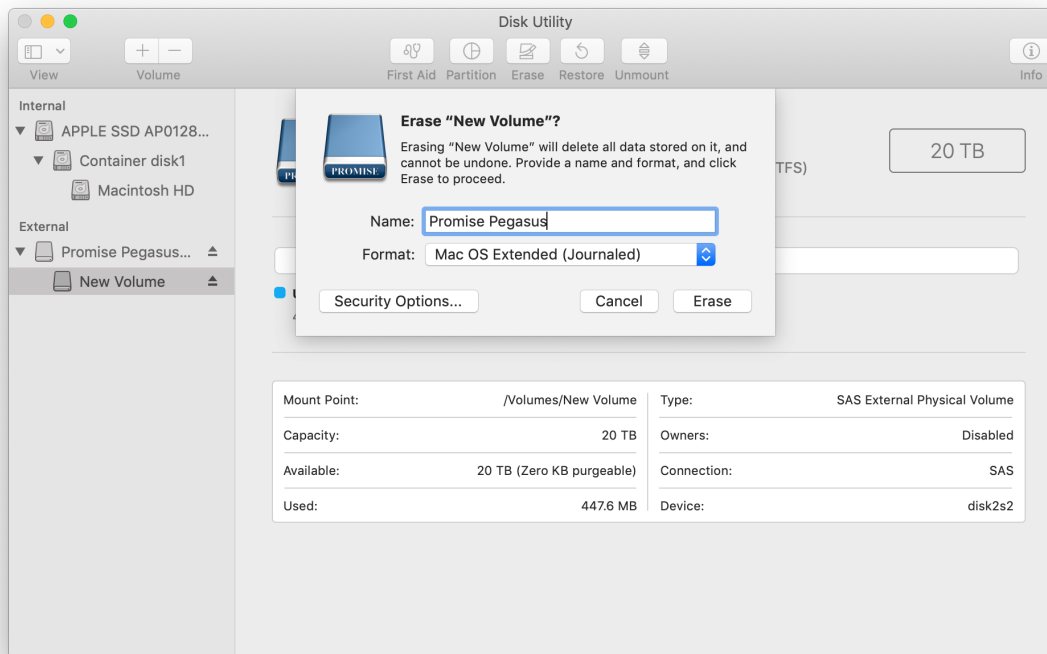 Disk Utility
View
Volume
First Aid
Partition
Erase
Restore
Unmount
Info
Internal
APPLE SSD AP0128...
Container disk1
Macintosh HD
External
Promise Pegasus...
New Volume
PROMISE
Erase “New Volume”?
Erasing “New Volume” will delete all data stored on it, and
cannot be undone. Provide a name and format, and click
Erase to proceed.
Name: Promise Pegasus
Format: Mac OS Extended (Journaled)
Security Options...
Cancel
Erase
TFS)
20 TB
Mount Point: /Volumes/New Volume
Type: SAS External Physical Volume
Capacity: 20 TB
Owners: Disabled
Available: 20 TB (Zero KB purgeable)
Connection: SAS
Used: 447.6 MB
Device: disk2s2